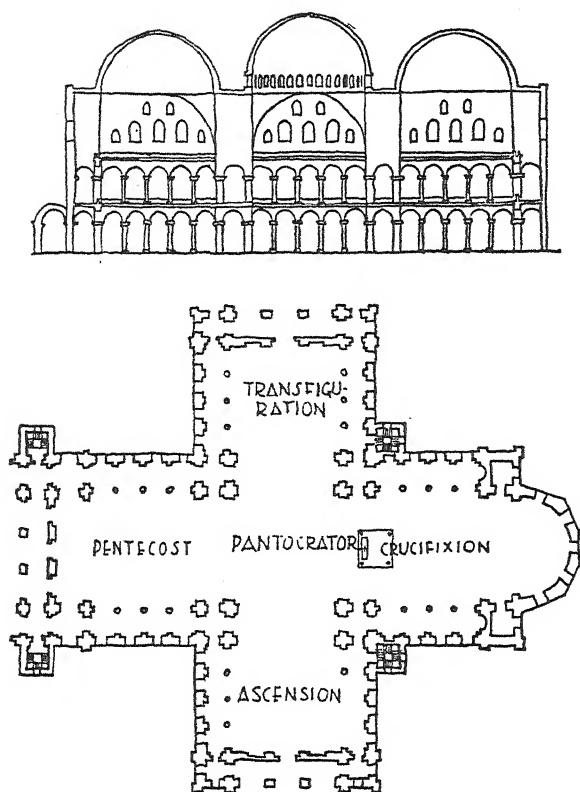 TRANSFIGU-
RATION
PENTECOST
PANTOCRATOR
CRUCIFIXION
ASCENSION